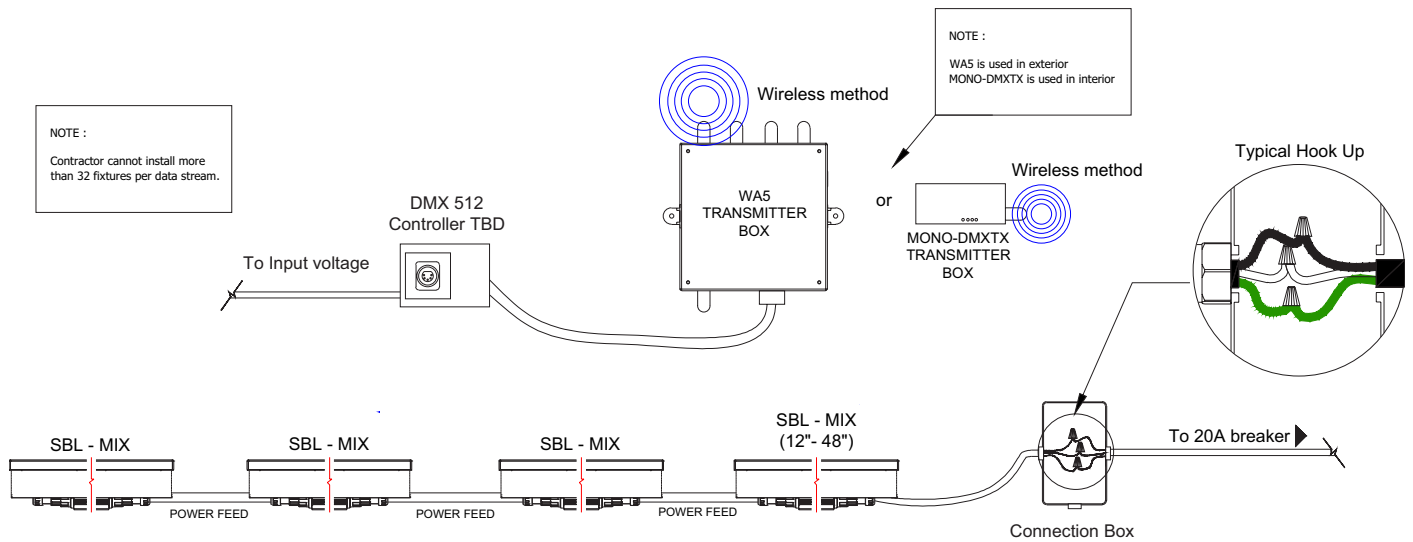 NOTE :
WA5 is used in exterior
MONO-DMXTX is used in interior
NOTE :
Contractor cannot install more
than 32 fixtures per data stream.
Wireless method
Typical Hook Up
Wireless method
WA5
TRANSMITTER
BOX
or
MONO-DMXTX
TRANSMITTER
BOX
DMX 512
Controller TBD
To Input voltage
SBL - MIX
SBL - MIX
SBL - MIX
SBL - MIX
(12"- 48")
To 20A breaker
POWER FEED
POWER FEED
POWER FEED
Connection Box